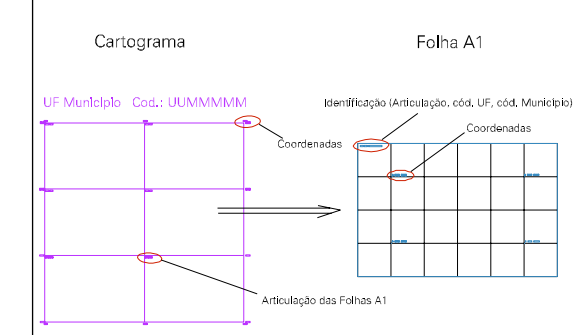 Cartograma
Folha A1
UF Município Cod.: UUMMMMM
Identificação (Articulação, cód. UF, cód. Município)
Coordenadas
Coordenadas
Articulação das Folhas A1